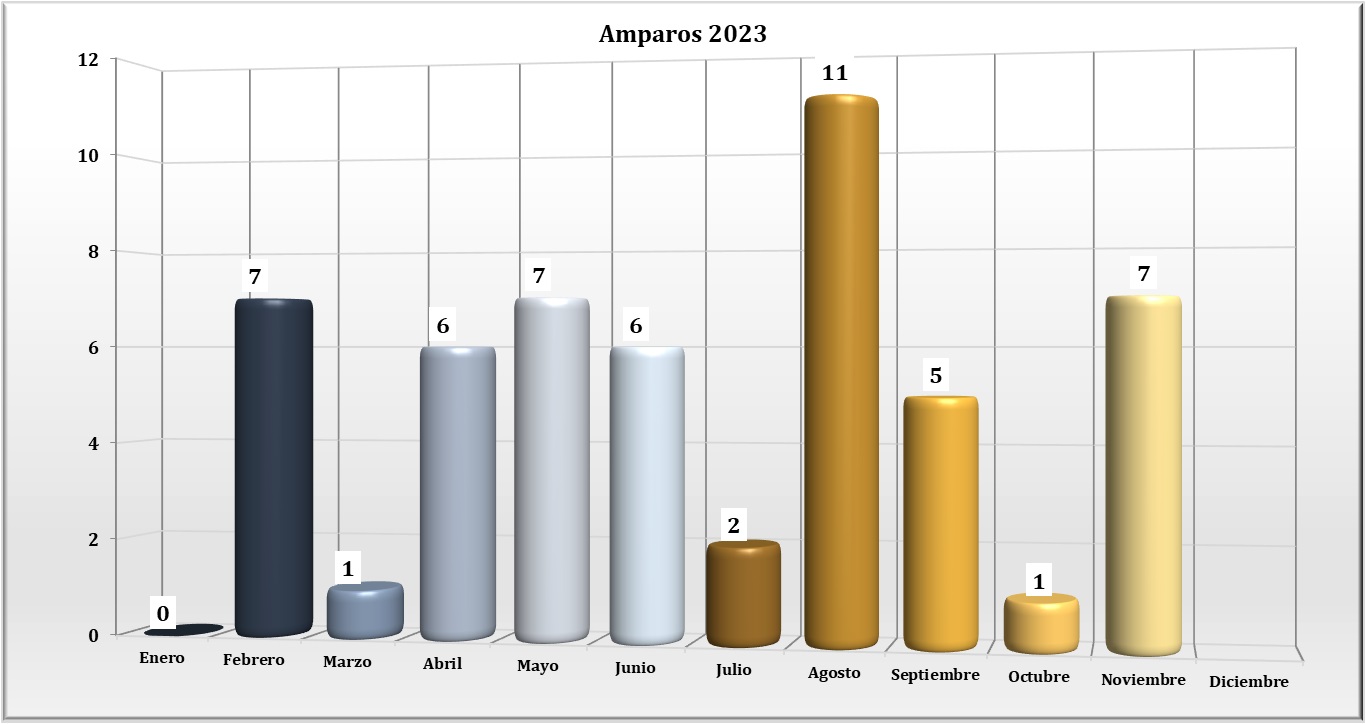 Amparos 2023
12
10
8
6
4
2
0
0
7
1
6
7
6
2
11
5
1
7
Enero
Febrero
Marzo
Abril
Mayo
Junio
Julio
Agosto
Septiembre
Octubre
Noviembre
Diciembre